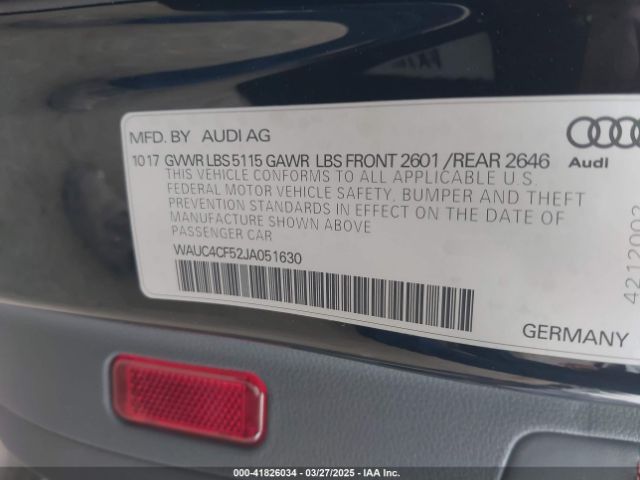 MFD. BY AUDI AG
10 17 GVWR LBS 5115 GAWR LBS FRONT 2601 /REAR 2646
THIS VEHICLE CONFORMS TO ALL APPLICABLE U.S.
FEDERAL MOTOR VEHICLE SAFETY, BUMPER AND THEFT
PREVENTION STANDARDS IN EFFECT ON THE DATE OF
MANUFACTURE SHOWN ABOVE
PASSENGER CAR
WAUC4CF52JA051630
Audi
GERMANY
000-41826034 / 03/27/2025 / IAA Inc.